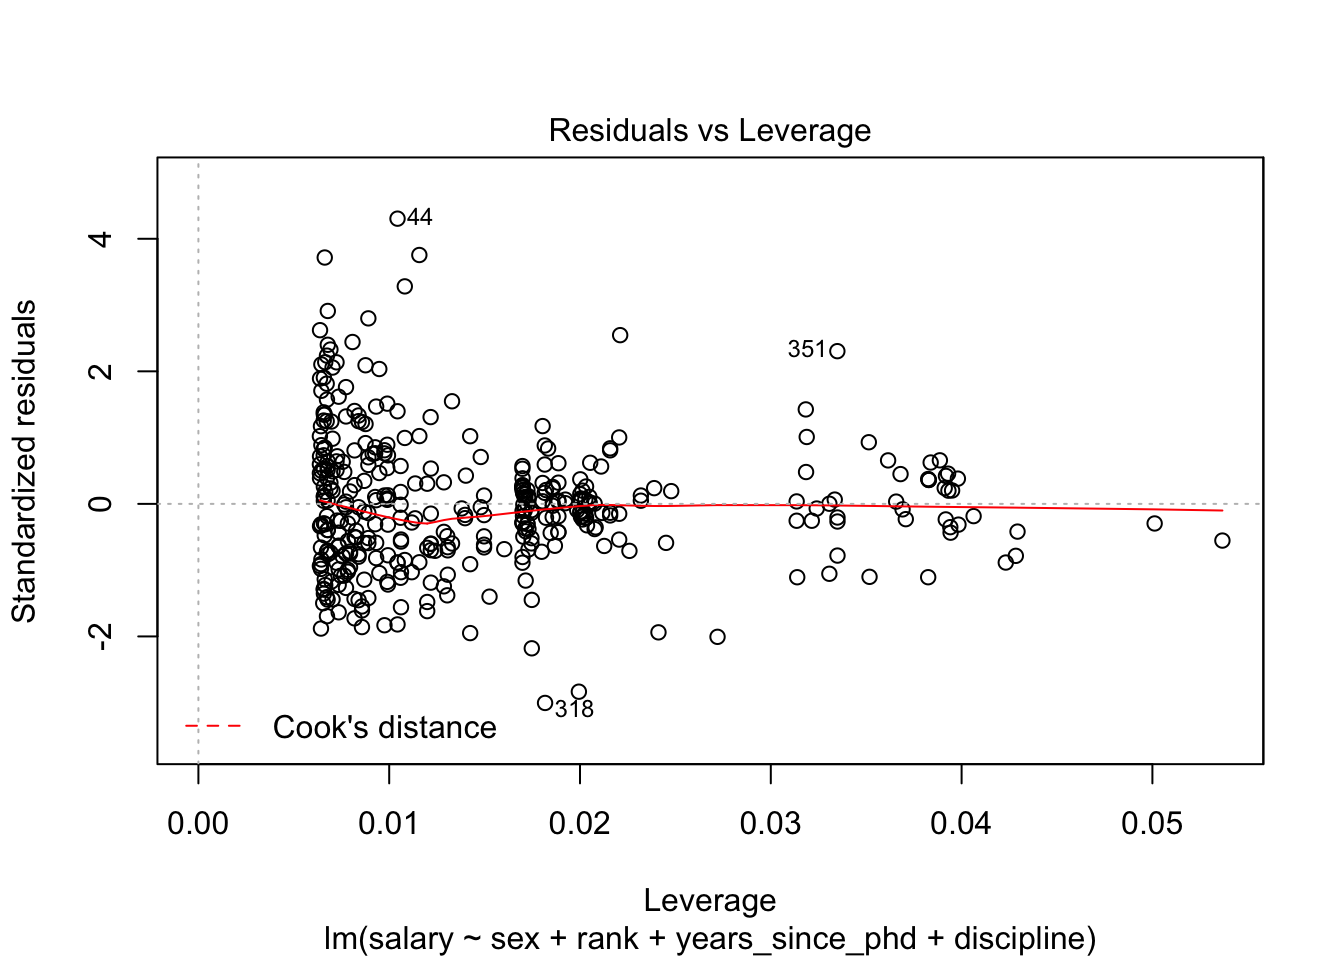 Residuals vs Leverage
Standardized residuals
4
2
0
-2
44
351
318
Cook's distance
0.00 0.01 0.02 0.03 0.04 0.05
Leverage
lm(salary ~ sex + rank + years_since_phd + discipline)